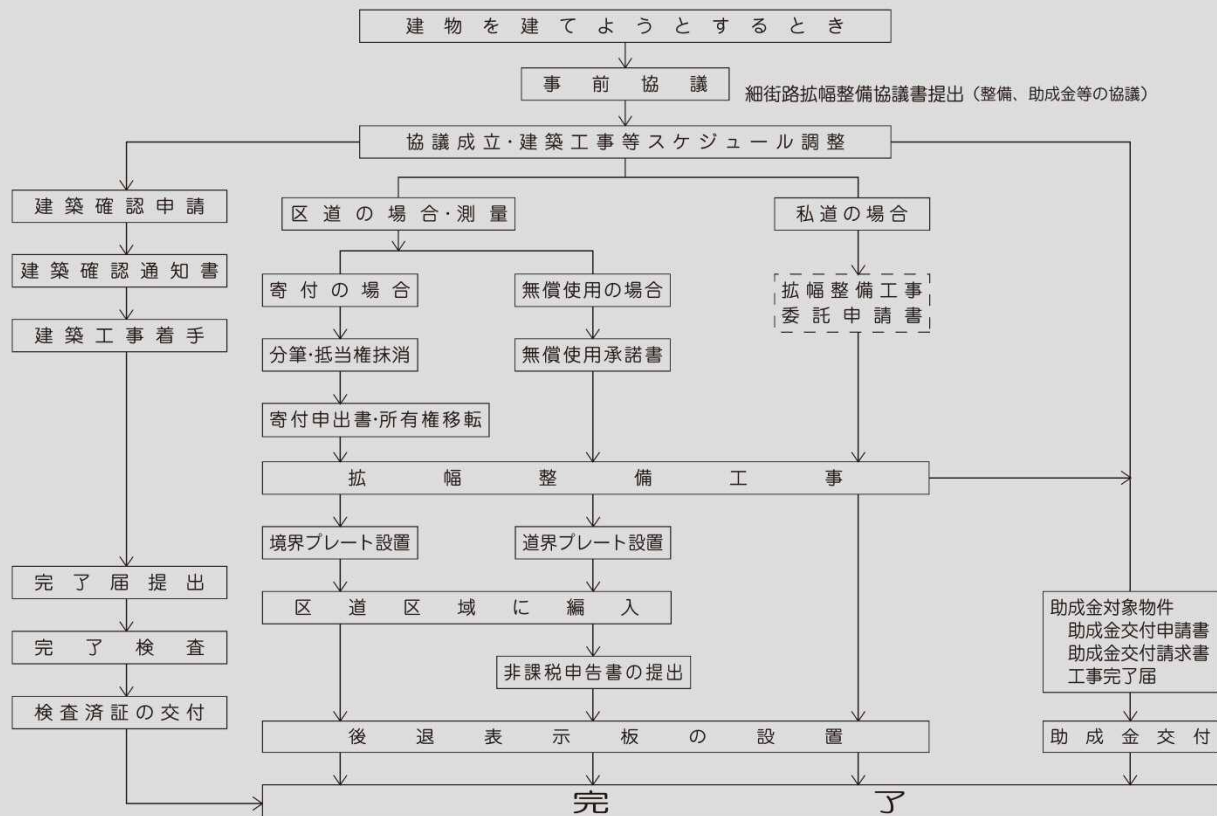 建物を建てようとするとき
事前協議
細街路拡幅整備協議書提出（整備、助成金等の協議）
協議成立・建築工事等スケジュール調整
建築確認申請
建築確認通知書
建築工事着手
完了届提出
完了検査
検査済証の交付
区道の場合・測量
寄付の場合
分筆・抵当権抹消
寄付申出書・所有権移転
無償使用の場合
無償使用承諾書
私道の場合
拡幅整備工事
委託申請書
拡幅整備工事
境界プレート設置
道界プレート設置
区道区域に編入
非課税申告書の提出
後退表示板の設置
助成金対象物件
助成金交付申請書
助成金交付請求書
工事完了届
助成金交付
完了